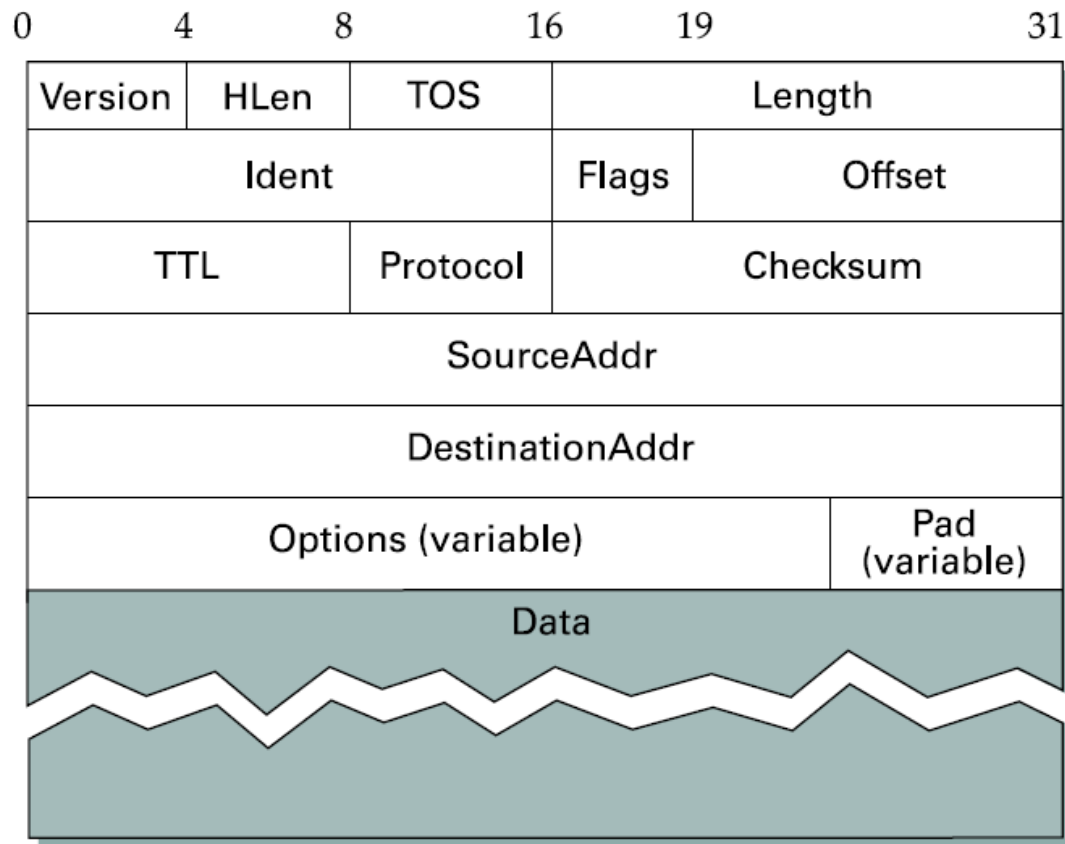 0 4 8 16 19 31
Version HLen TOS Length
Ident Flags Offset
TTL Protocol Checksum
SourceAddr
DestinationAddr
Options (variable) Pad
(variable)
Data